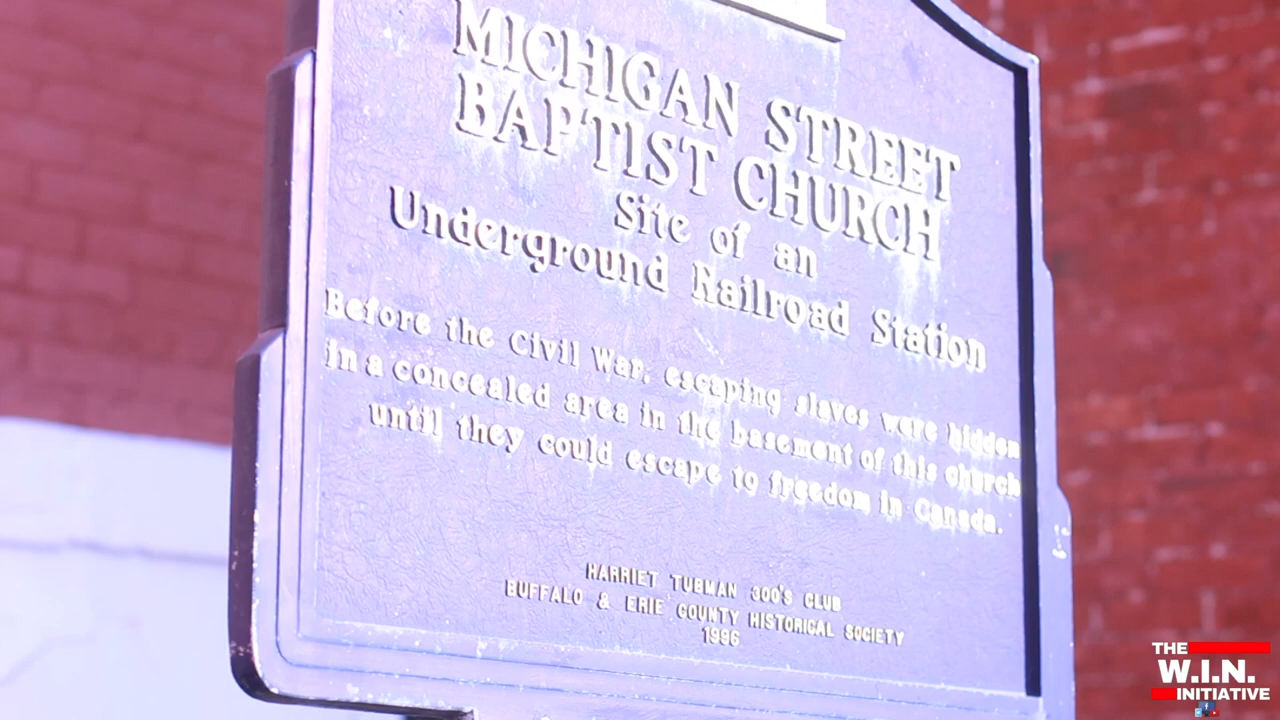 MICHIGAN STREET
BAPTIST CHURCH
Site of an
Underground Railroad Station
Before the Civil War, escaping slaves were hidden
in a concealed area in the basement of this church
until they could escape to freedom in Canada.
HARRIET TUBMAN 300'S CLUB
BUFFALO & ERIE COUNTY HISTORICAL SOCIETY
1996
THE
W.I.N.
INITIATIVE